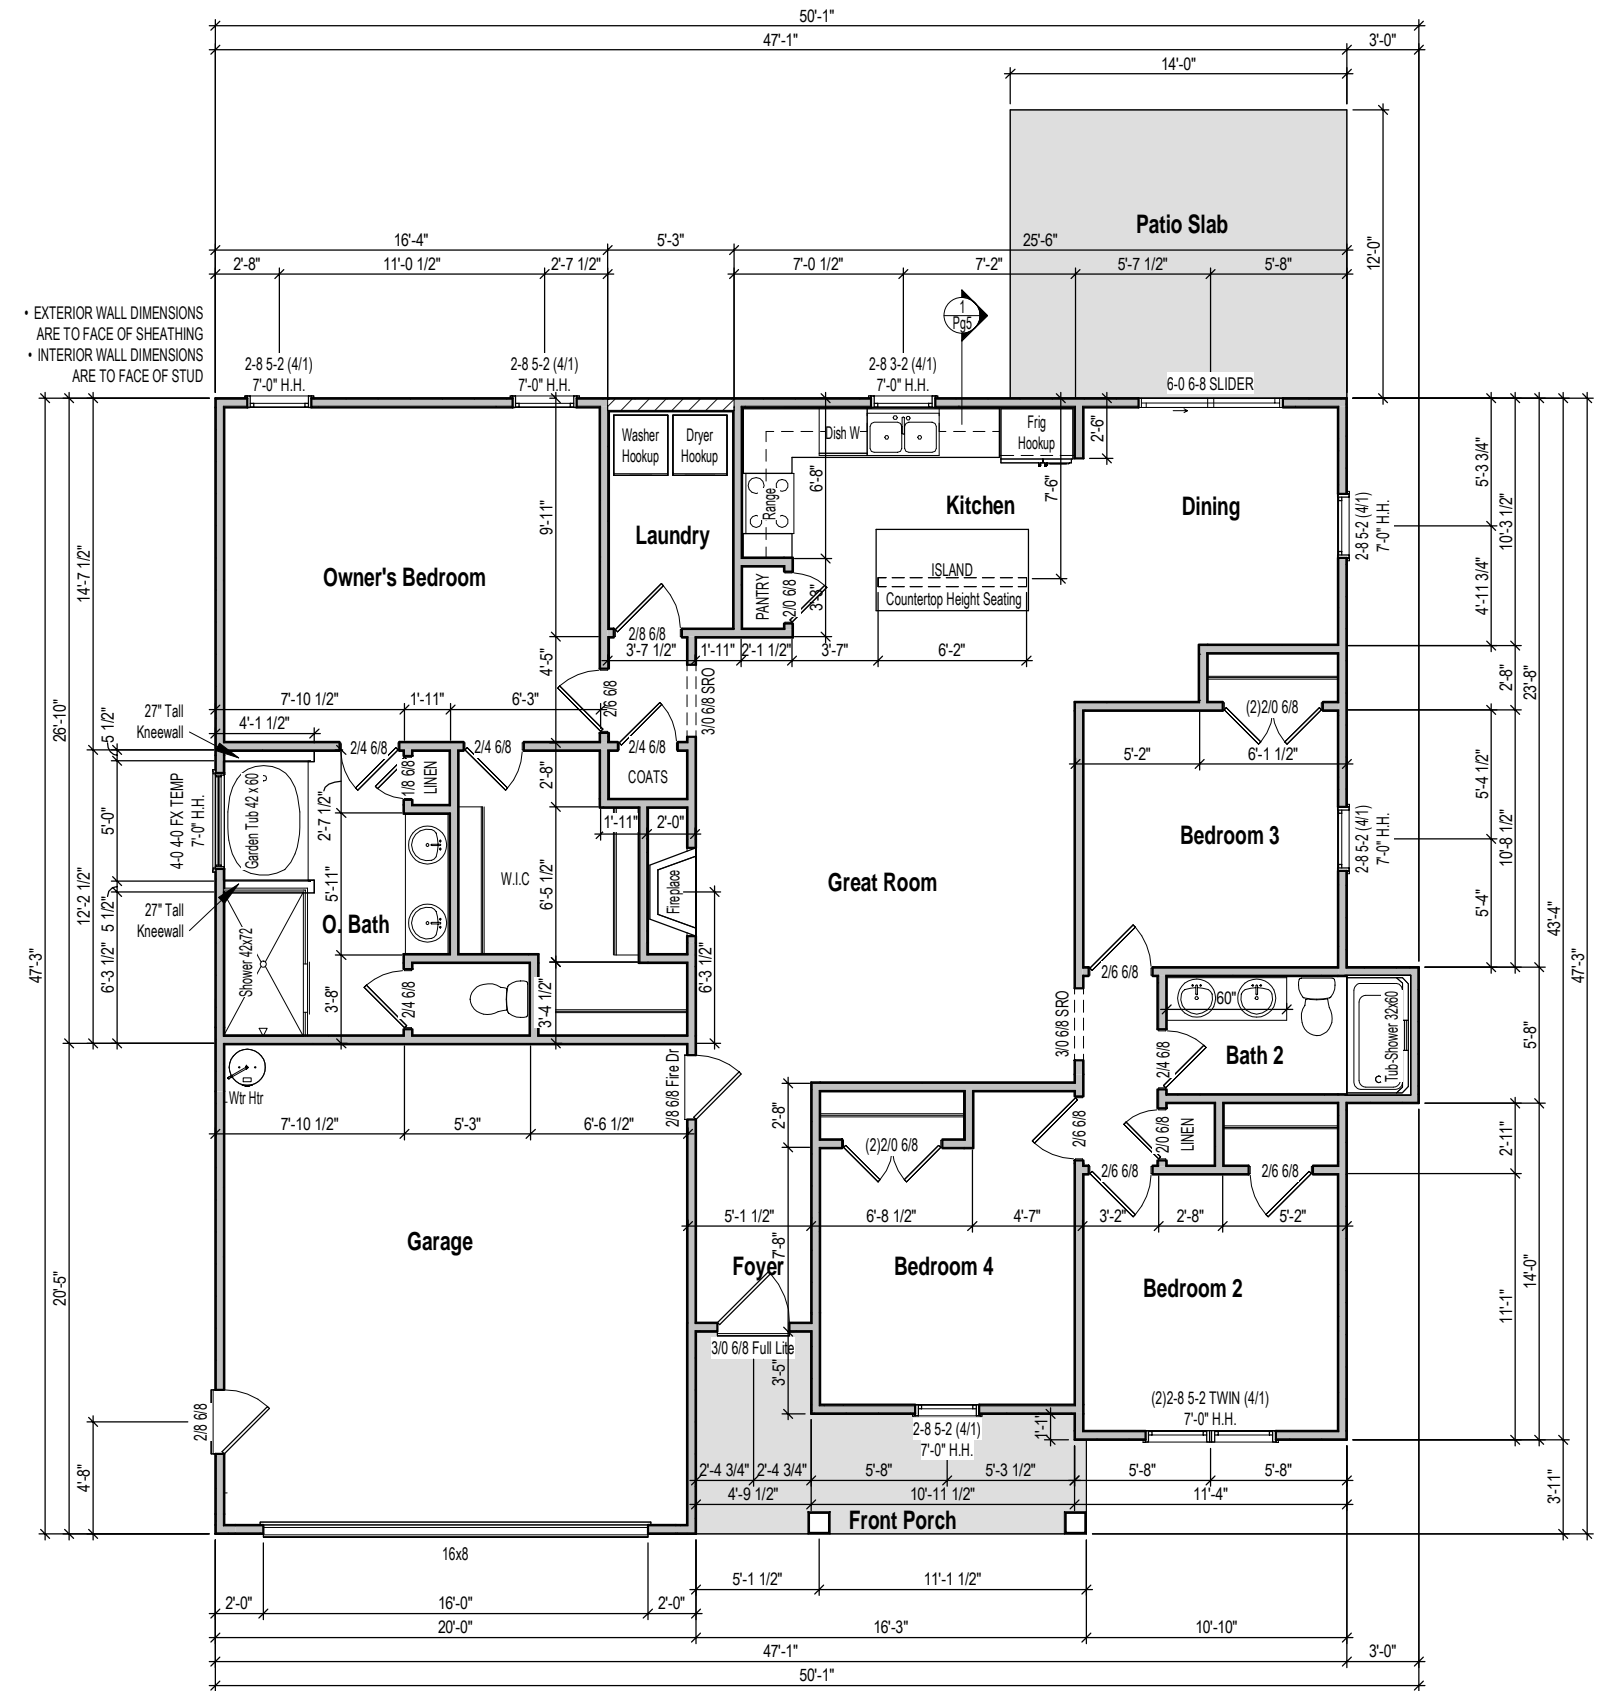 50'-1"
47'-1"
3'-0"
14'-0"
Patio Slab
12'-0"
16'-4"
5'-3"
25'-6"
2'-8"
11'-0 1/2"
2'-7 1/2"
7'-0 1/2"
7'-2"
5'-7 1/2"
5'-8"
• EXTERIOR WALL DIMENSIONS
ARE TO FACE OF SHEATHING
• INTERIOR WALL DIMENSIONS
ARE TO FACE OF STUD
1
Pg5
2-8 5-2 (4/1)
7'-0" H.H.
2-8 5-2 (4/1)
7'-0" H.H.
2-8 3-2 (4/1)
7'-0" H.H.
6-0 6-8 SLIDER
Washer
Hookup
Dryer
Hookup
Dish W
Frig
Hookup
2'-6"
Range
6'-8"
7'-6"
Kitchen
Dining
2-8 5-2 (4/1)
7'-0" H.H.
5'-3 3/4"
10'-3 1/2"
4'-11 3/4"
9'-11"
Laundry
14'-7 1/2"
Owner's Bedroom
ISLAND
Countertop Height Seating
PANTRY
2/0 6/8
3'-3"
2/8 6/8
3'-7 1/2"
1'-11"
2'-1 1/2"
3'-7"
6'-2"
4'-5"
2/6 6/8
3/0 6/8 SRO
2'-8"
23'-8"
7'-10 1/2"
1'-11"
6'-3"
(2)2/0 6/8
27" Tall
Kneewall
4'-1 1/2"
26'-10"
5 1/2"
2/4 6/8
2/4 6/8
2/4 6/8
1/8 6/8
LINEN
2'-8"
COATS
5'-2"
6'-1 1/2"
5'-4 1/2"
4-0 4-0 FX TEMP
7'-0" H.H.
5'-0"
Garden Tub 42 x 60
2'-7 1/2"
1'-11"
2'-0"
Bedroom 3
2-8 5-2 (4/1)
7'-0" H.H.
10'-8 1/2"
12'-2 1/2"
5'-11"
W.I.C
6'-5 1/2"
Fireplace
Great Room
5'-4"
43'-4"
27" Tall
Kneewall
5 1/2"
O. Bath
47'-3"
6'-3 1/2"
Shower 42x72
3'-8"
2/4 6/8
3'-4 1/2"
6'-3 1/2"
2/6 6/8
47'-3"
3/0 6/8 SRO
60"
Bath 2
2/4 6/8
Tub-Shower 32x60
5'-8"
Wtr Htr
2/8 6/8 Fire Dr
7'-10 1/2"
5'-3"
6'-6 1/2"
2'-8"
(2)2/0 6/8
2/6 6/8
2/0 6/8
LINEN
2'-11"
2/6 6/8
2/6 6/8
5'-1 1/2"
6'-8 1/2"
4'-7"
3'-2"
2'-8"
5'-2"
Garage
7'-8"
Foyer
Bedroom 4
Bedroom 2
14'-0"
20'-5"
11'-1"
3/0 6/8 Full Lite
3'-5"
2/8 6/8
2-8 5-2 (4/1)
7'-0" H.H.
1'-1"
(2)2-8 5-2 TWIN (4/1)
7'-0" H.H.
4'-8"
2'-4 3/4"
2'-4 3/4"
5'-8"
5'-3 1/2"
5'-8"
5'-8"
4'-9 1/2"
10'-11 1/2"
11'-4"
3'-11"
Front Porch
16x8
5'-1 1/2"
11'-1 1/2"
2'-0"
16'-0"
2'-0"
20'-0"
16'-3"
10'-10"
47'-1"
3'-0"
50'-1"